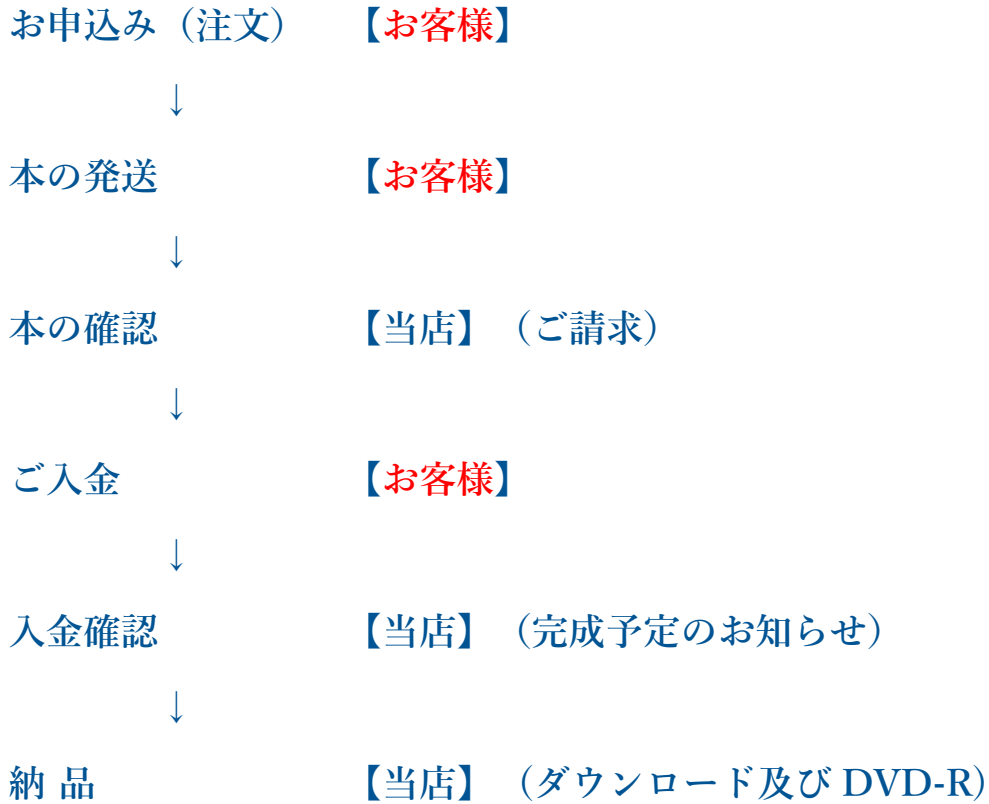 お申込み（注文） 【お客様】
↓
本の発送 【お客様】
↓
本の確認 【当店】（ご請求）
↓
ご入金 【お客様】
↓
入金確認 【当店】（完成予定のお知らせ）
↓
納 品 【当店】（ダウンロード及び DVD-R）